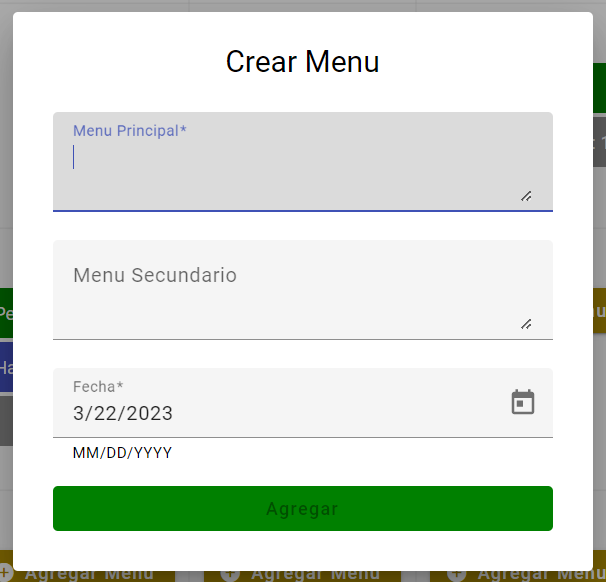 Crear Menu
Menu Principal*
Menu Secundario
Fecha*
3/22/2023
MM/DD/YYYY
Agregar
Agregar Menu Agregar Menu Agregar Menu